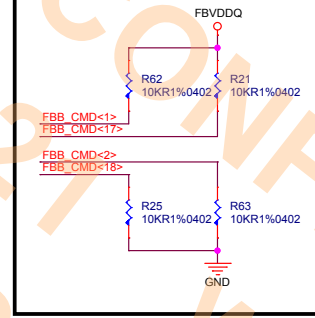 FBVDDQ
R62
10KR1%0402
R21
10KR1%0402
FBB_CMD<1>
FBB_CMD<17>
FBB_CMD<2>
FBB_CMD<18>
R25
10KR1%0402
R63
10KR1%0402
GND